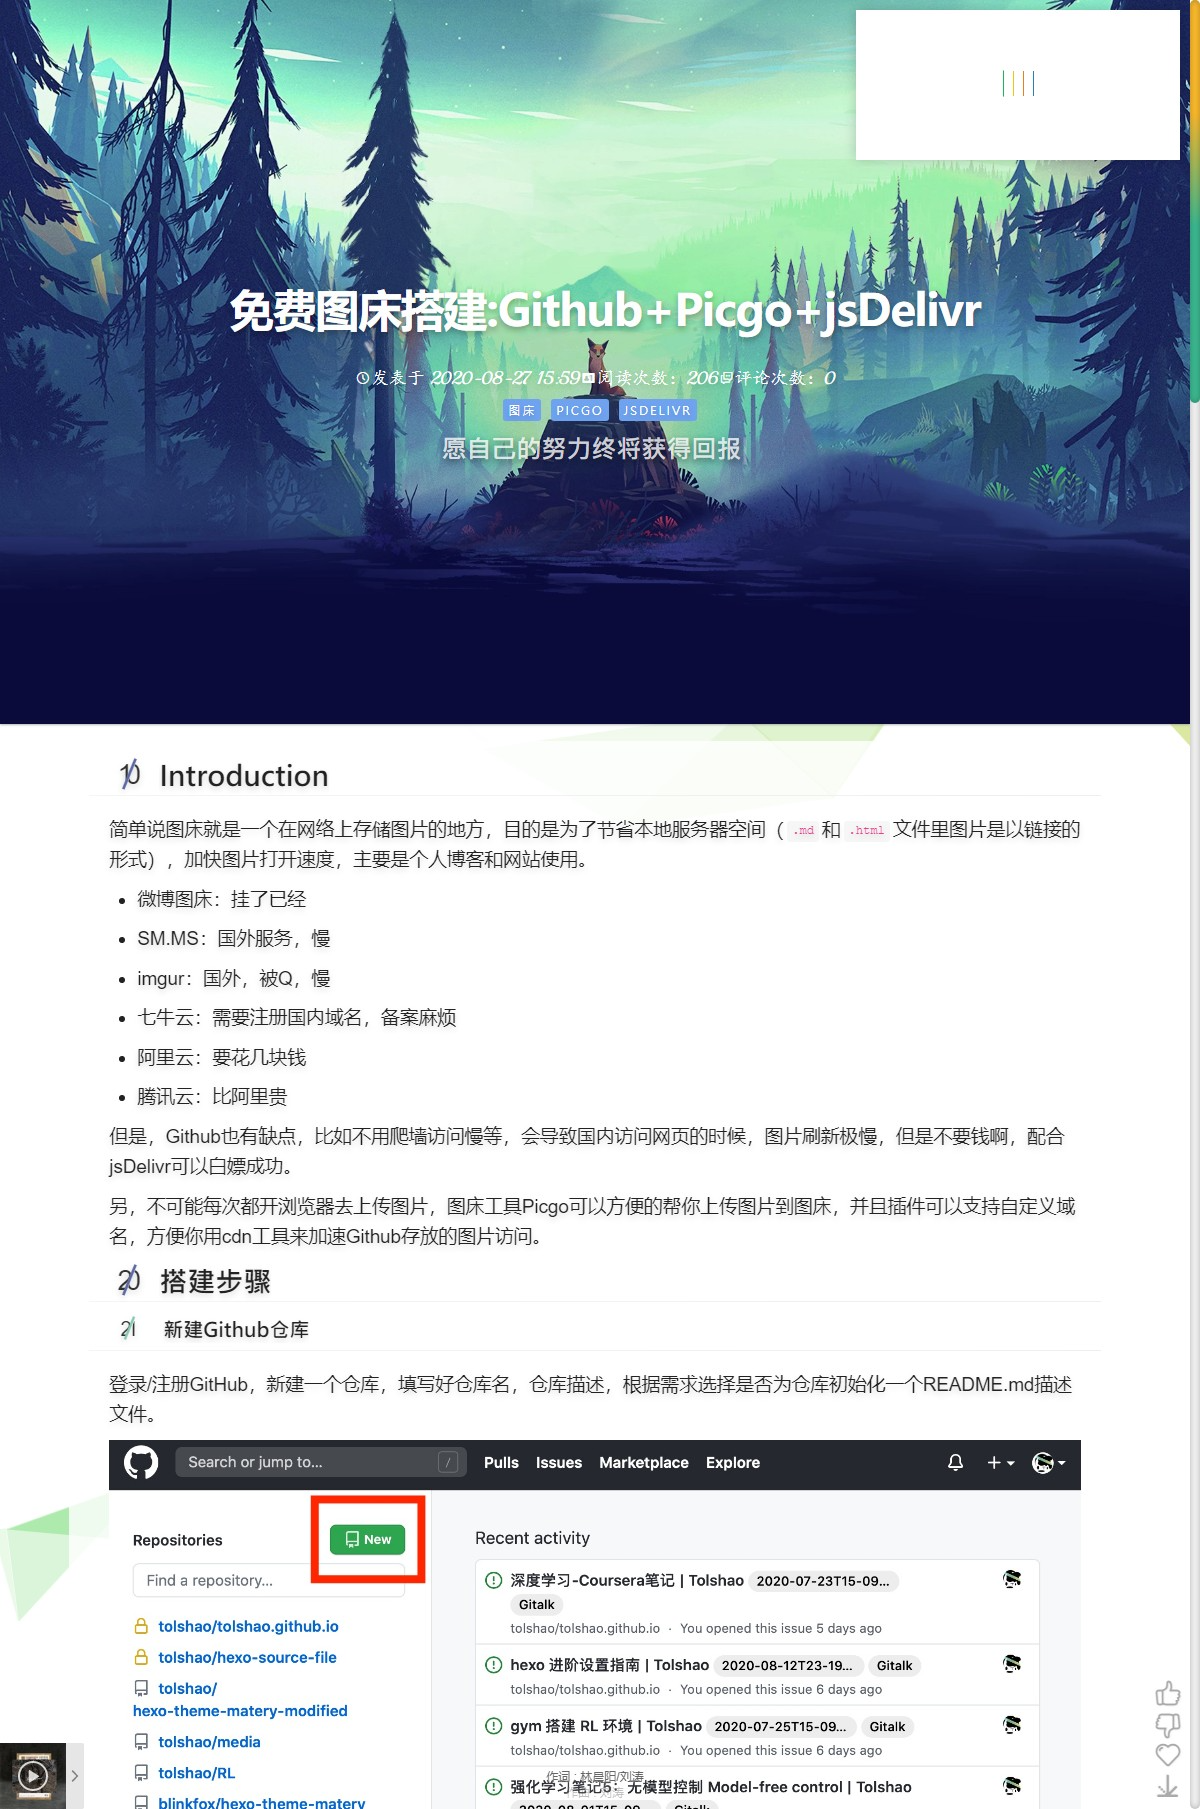 免费图床搭建:Github+Picgo+jsDelivr
发表于 2020-08-27 15:59 阅读次数：206 评论次数：0
图床 PICGO JSDELIVR
愿自己的努力终将获得回报
1.0 Introduction
简单说图床就是一个在网络上存储图片的地方，目的是为了节省本地服务器空间（ .md 和 .html 文件里图片是以链接的
形式），加快图片打开速度，主要是个人博客和网站使用。
• 微博图床：挂了已经
• SM.MS：国外服务，慢
• imgur：国外，被Q，慢
• 七牛云：需要注册国内域名，备案麻烦
• 阿里云：要花几块钱
• 腾讯云：比阿里贵
但是，Github也有缺点，比如不用爬墙访问慢等，会导致国内访问网页的时候，图片刷新极慢，但是不要钱啊，配合
jsDelivr可以白嫖成功。
另，不可能每次都开浏览器去上传图片，图床工具Picgo可以方便的帮你上传图片到图床，并且插件可以支持自定义域
名，方便你用cdn工具来加速Github存放的图片访问。
2.0 搭建步骤
2.1 新建Github仓库
登录/注册GitHub，新建一个仓库，填写好仓库名，仓库描述，根据需求选择是否为仓库初始化一个README.md描述
文件。
Search or jump to... / Pulls Issues Marketplace Explore
Repositories New
Find a repository...
tolshao/tolshao.github.io
tolshao/hexo-source-file
tolshao/
hexo-theme-matery-modified
tolshao/media
tolshao/RL
blinkfox/hexo-theme-matery
Recent activity
深度学习-Coursera笔记 | Tolshao 2020-07-23T15-09...
Gitalk
tolshao/tolshao.github.io · You opened this issue 5 days ago
hexo 进阶设置指南 | Tolshao 2020-08-12T23-19... Gitalk
tolshao/tolshao.github.io · You opened this issue 6 days ago
gym 搭建 RL 环境 | Tolshao 2020-07-25T15-09... Gitalk
tolshao/tolshao.github.io · You opened this issue 6 days ago
作词 : 林晨阳/刘涛
强化学习笔记5：无模型控制 Model-free control | Tolshao
2020-08-01T15-09... Gitalk